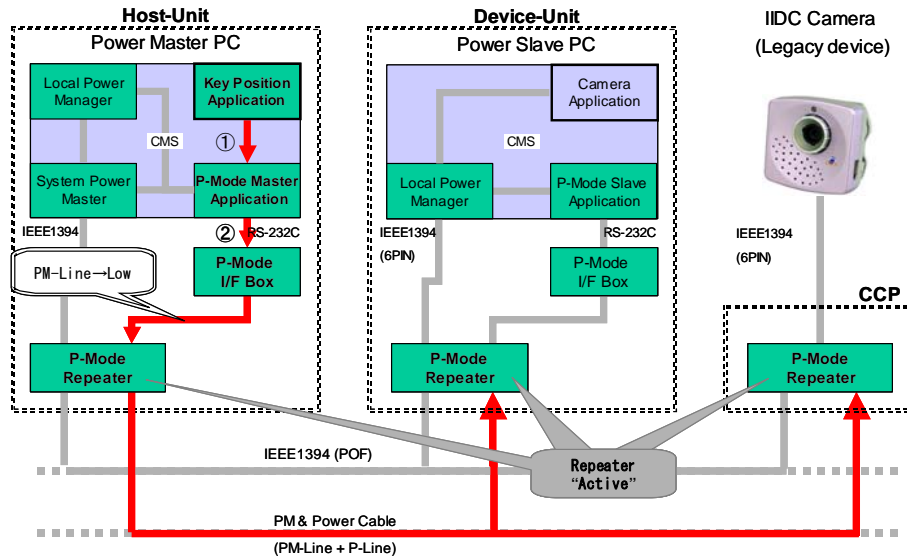 Host-Unit
Power Master PC
Local Power
Manager
Key Position
Application
①
CMS
System Power
Master
P-Mode Master
Application
IEEE1394
②
RS-232C
PM-Line→Low
P-Mode
I/F Box
P-Mode
Repeater
Device-Unit
Power Slave PC
Camera
Application
CMS
Local Power
Manager
P-Mode Slave
Application
IEEE1394
(6PIN)
RS-232C
P-Mode
I/F Box
P-Mode
Repeater
IIDC Camera
(Legacy device)
IEEE1394
(6PIN)
CCP
P-Mode
Repeater
IEEE1394 (POF)
Repeater
“Active”
PM & Power Cable
(PM-Line + P-Line)